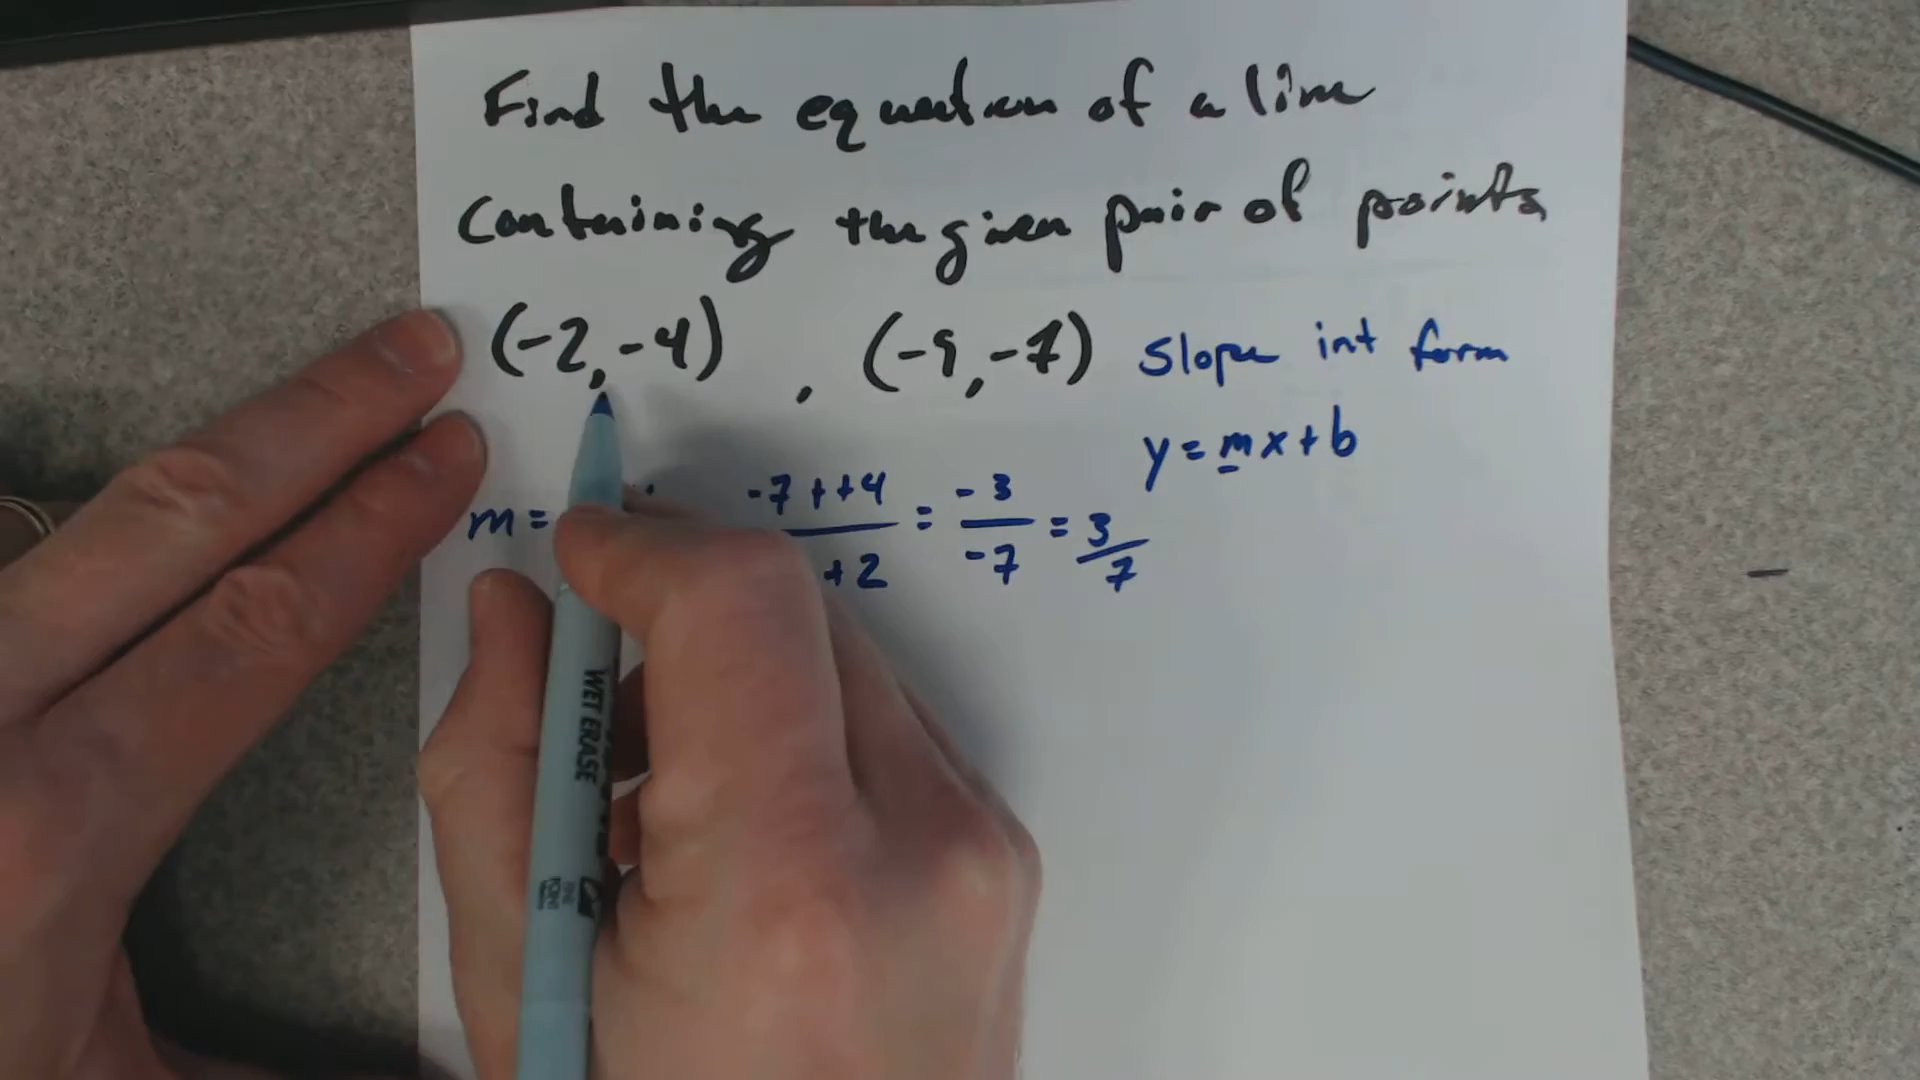 Find the equation of a line
Containing the given pair of points
(-2,-4) , (-9,-7) Slope int form
y = mx + b
m = -7 + +4 = -3 = 3
+2 -7 7
WET ERASE